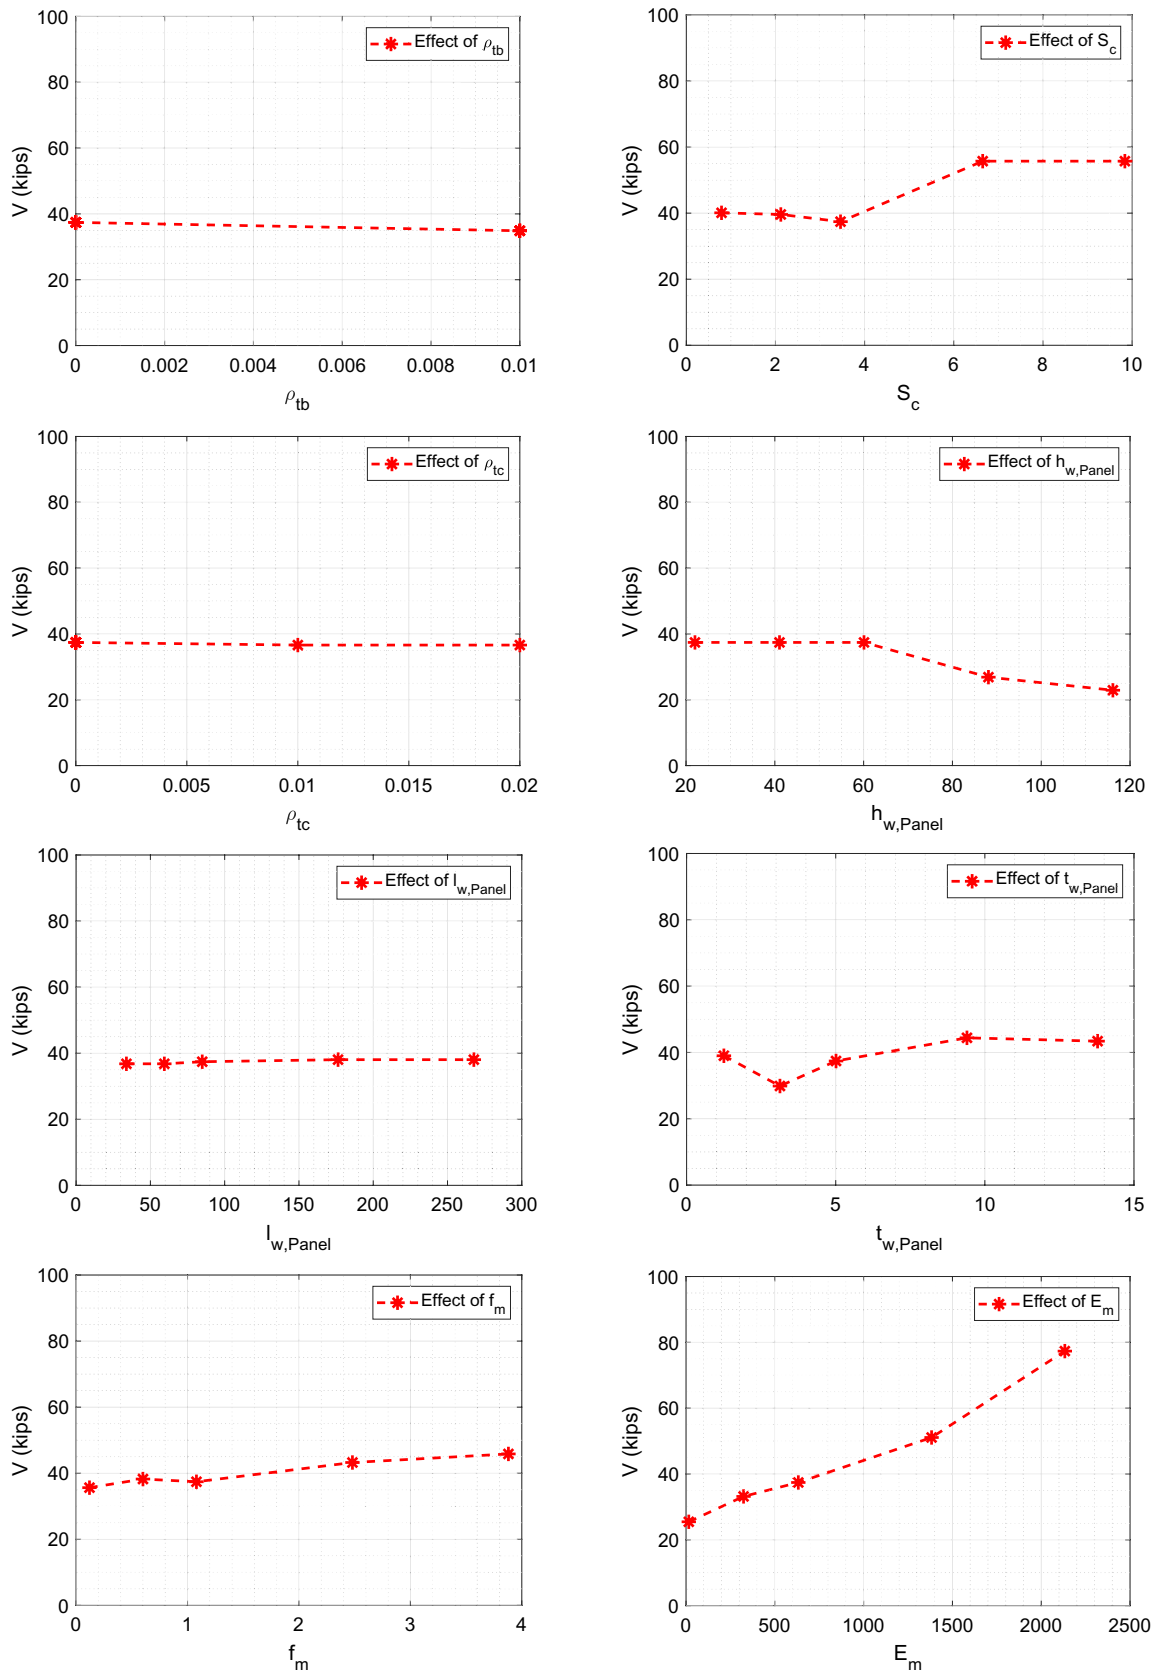 Effect of ρtb
100
80
60
40
20
0
V (kips)
0 0.002 0.004 0.006 0.008 0.01
ρtb
Effect of Sc
100
80
60
40
20
0
V (kips)
0 2 4 6 8 10
Sc
Effect of ρtc
100
80
60
40
20
0
V (kips)
0 0.005 0.01 0.015 0.02
ρtc
Effect of hw,Panel
100
80
60
40
20
0
V (kips)
20 40 60 80 100 120
hw,Panel
Effect of lw,Panel
100
80
60
40
20
0
V (kips)
0 50 100 150 200 250 300
lw,Panel
Effect of tw,Panel
100
80
60
40
20
0
V (kips)
0 5 10 15
tw,Panel
Effect of fm
100
80
60
40
20
0
V (kips)
0 1 2 3 4
fm
Effect of Em
100
80
60
40
20
0
V (kips)
0 500 1000 1500 2000 2500
Em